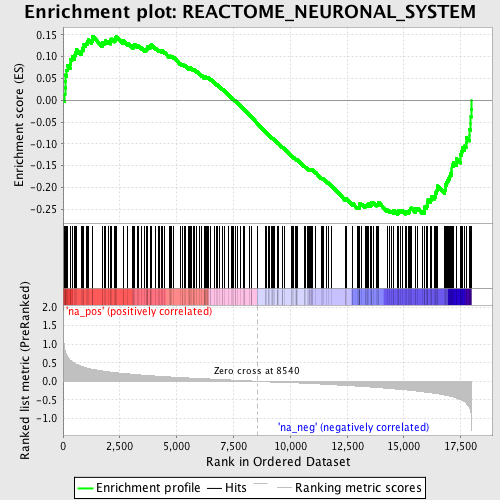 Enrichment plot: REACTOME_NEURONAL_SYSTEM
Enrichment score (ES)
0.15
0.10
0.05
0.00
-0.05
-0.10
-0.15
-0.20
-0.25
Ranked list metric (PreRanked)
2.0
1.5
1.0
0.5
0.0
-0.5
-1.0
'na_pos' (positively correlated)
Zero cross at 8540
'na_neg' (negatively correlated)
0
2,500
5,000
7,500
10,000
12,500
15,000
17,500
Rank in Ordered Dataset
Enrichment profile
Hits
Ranking metric scores